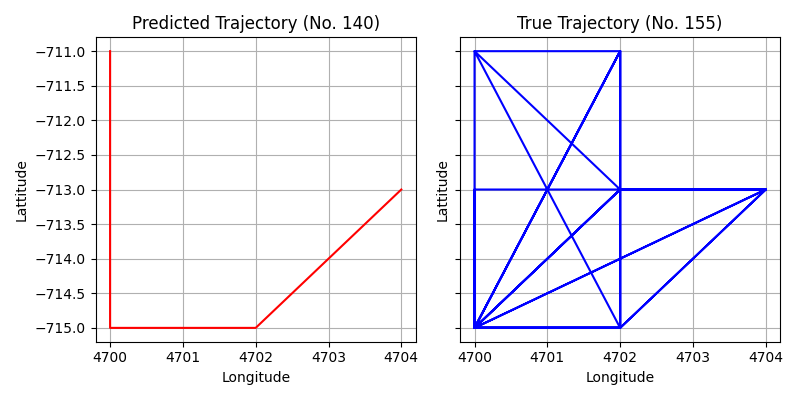 Predicted Trajectory (No. 140)
True Trajectory (No. 155)
Lattitude
−711.0
−711.5
−712.0
−712.5
−713.0
−713.5
−714.0
−714.5
−715.0
4700 4701 4702 4703 4704
Longitude
Lattitude
4700 4701 4702 4703 4704
Longitude